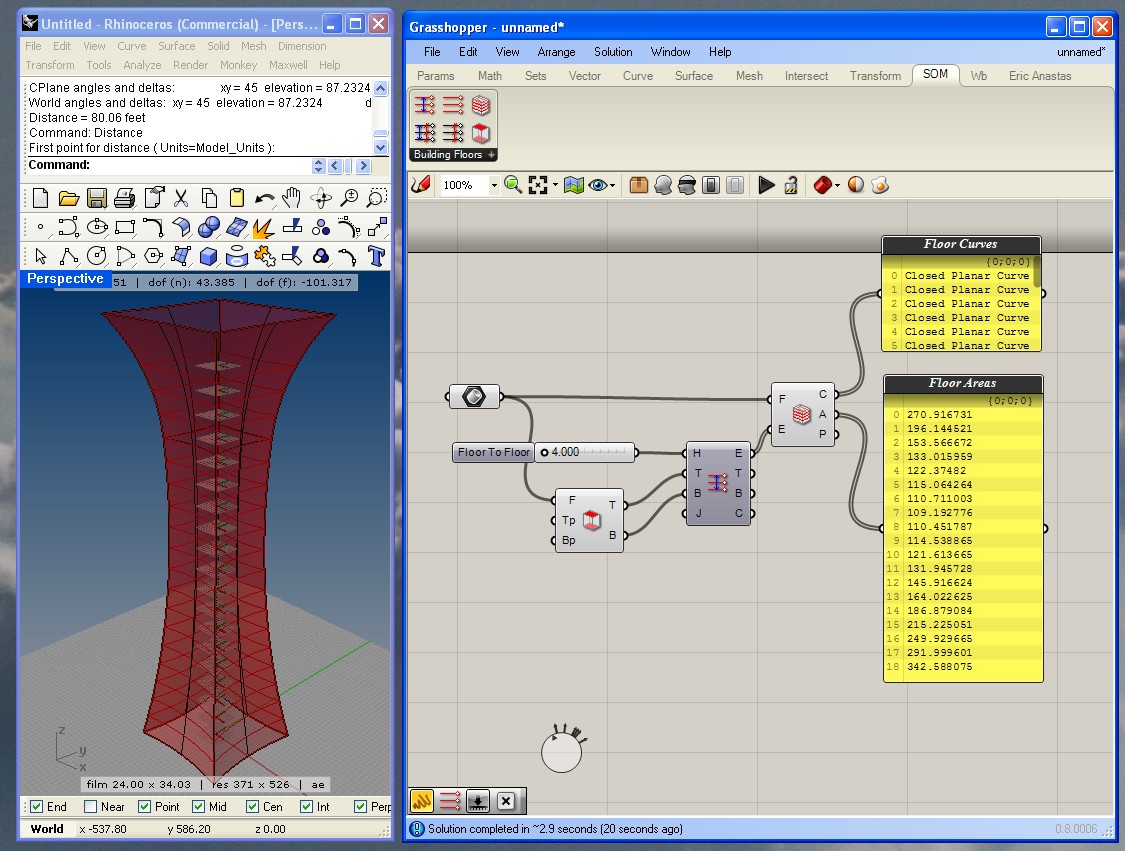 Untitled - Rhinoceros (Commercial) - [Pers...
File Edit View Curve Surface Solid Mesh Dimension
Transform Tools Analyze Render Monkey Maxwell Help
CPlane angles and deltas: xy = 45 elevation = 87.2324
World angles and deltas: xy = 45 elevation = 87.2324 d
Distance = 80.06 feet
Command: Distance
First point for distance ( Units=Model_Units ):
Command:
Perspective
51 | dof (n): 43.385 | dof (f): -101.317
z
y
x
film 24.00 x 34.03 | res 371 x 526 | ae
End Near Point Mid Cen Int Perp
World x -537.80 y 586.20 z 0.00
Grasshopper - unnamed*
File Edit View Arrange Solution Window Help unnamed*
Params Math Sets Vector Curve Surface Mesh Intersect Transform SOM Wb Eric Anastas
Building Floors +
100%
Floor Curves
{0;0;0}
0 Closed Planar Curve
1 Closed Planar Curve
2 Closed Planar Curve
3 Closed Planar Curve
4 Closed Planar Curve
5 Closed Planar Curve
F C
A
E P
Floor To Floor 4.000
H E
T T
B B
J C
F T
Tp
Bp B
Floor Areas
{0;0;0}
0 270.916731
1 196.144521
2 153.566672
3 133.015959
4 122.37482
5 115.064264
6 110.711003
7 109.192776
8 110.451787
9 114.538865
10 121.613665
11 131.945728
12 145.916624
13 164.022625
14 186.879084
15 215.225051
16 249.929665
17 291.999601
18 342.588075
Solution completed in ~2.9 seconds (20 seconds ago) 0.8.0006